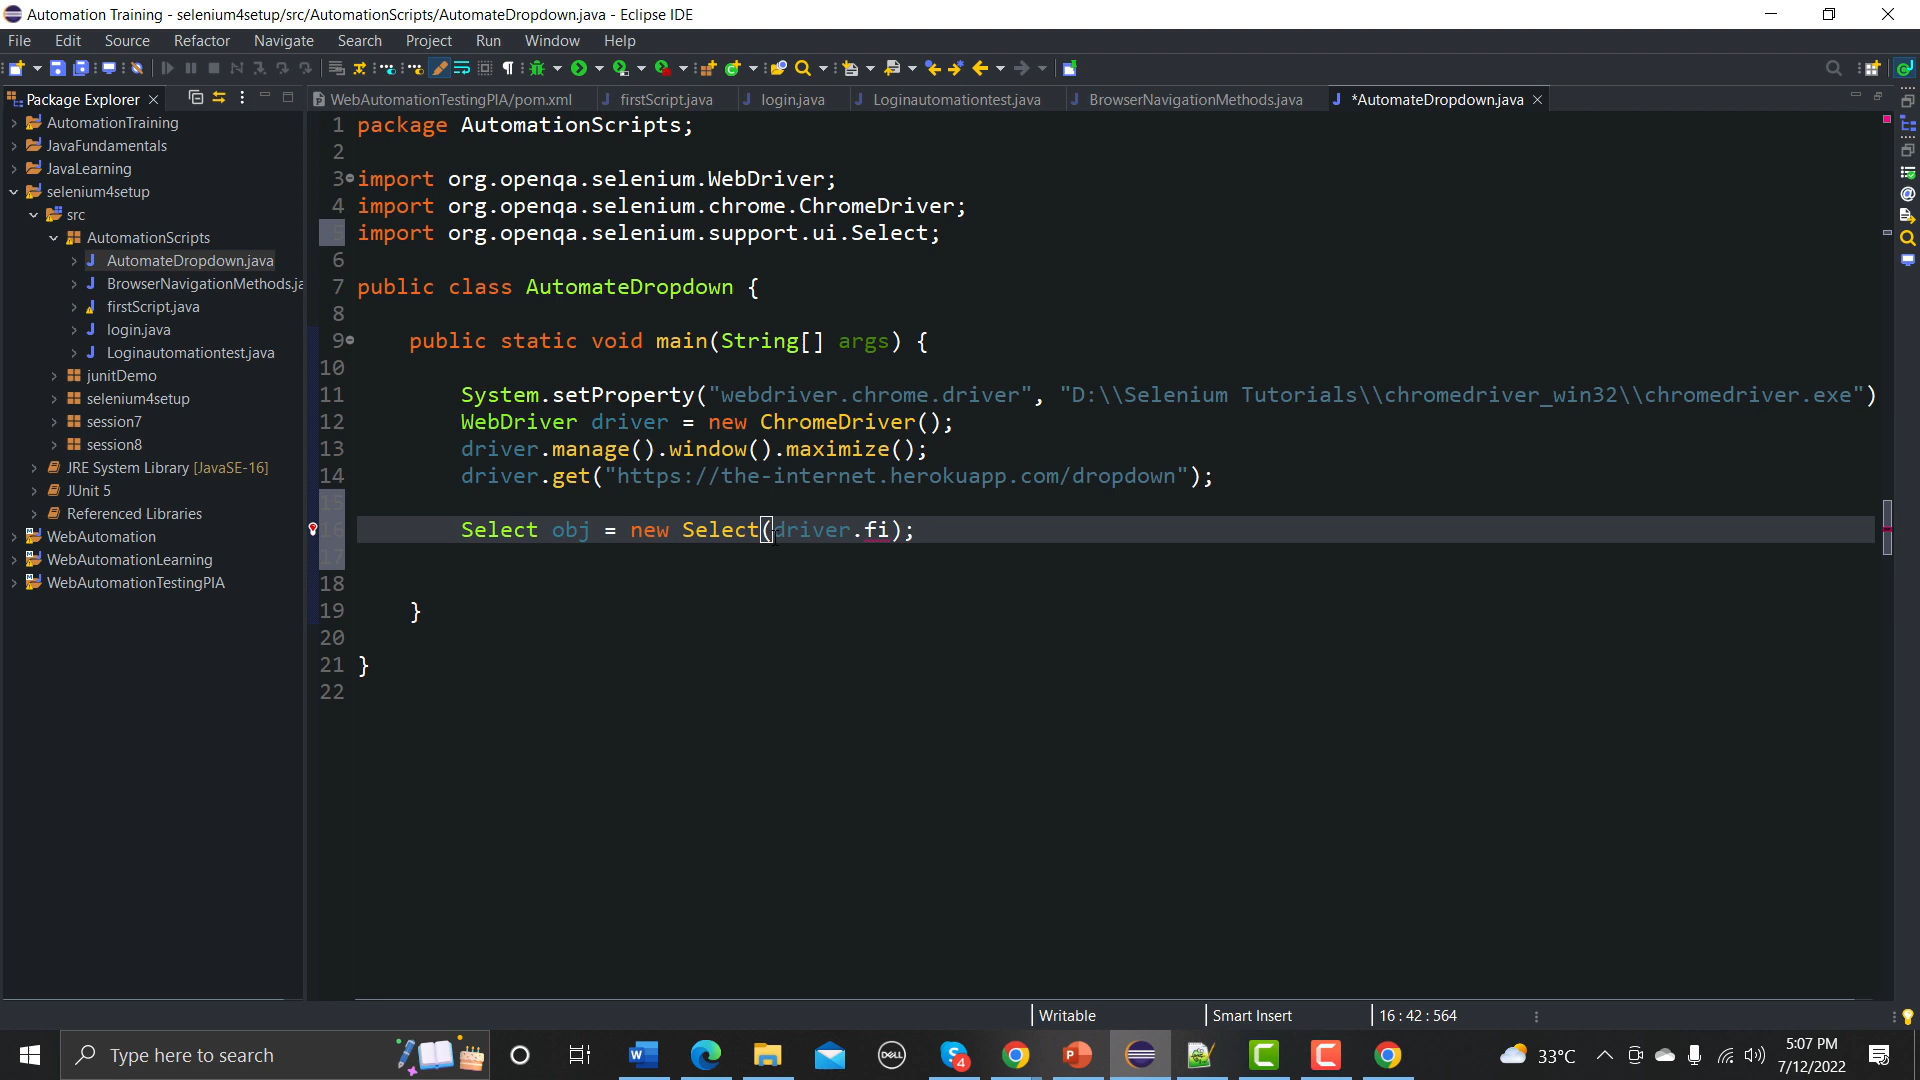 Automation Training - selenium4setup/src/AutomationScripts/AutomateDropdown.java - Eclipse IDE
File Edit Source Refactor Navigate Search Project Run Window Help
Package Explorer
WebAutomationTestingPIA/pom.xml firstScript.java login.java Loginautomationtest.java BrowserNavigationMethods.java *AutomateDropdown.java
AutomationTraining
JavaFundamentals
JavaLearning
selenium4setup
src
AutomationScripts
AutomateDropdown.java
BrowserNavigationMethods.ja
firstScript.java
login.java
Loginautomationtest.java
junitDemo
selenium4setup
session7
session8
JRE System Library [JavaSE-16]
JUnit 5
Referenced Libraries
WebAutomation
WebAutomationLearning
WebAutomationTestingPIA
1 package AutomationScripts;
2
3 import org.openqa.selenium.WebDriver;
4 import org.openqa.selenium.chrome.ChromeDriver;
5 import org.openqa.selenium.support.ui.Select;
6
7 public class AutomateDropdown {
8
9 public static void main(String[] args) {
10
11 System.setProperty("webdriver.chrome.driver", "D:\\Selenium Tutorials\\chromedriver_win32\\chromedriver.exe")
12 WebDriver driver = new ChromeDriver();
13 driver.manage().window().maximize();
14 driver.get("https://the-internet.herokuapp.com/dropdown");
15
16 Select obj = new Select(driver.fi);
17
18
19 }
20
21 }
22
Writable Smart Insert 16 : 42 : 564
Type here to search
DELL
4
33°C
5:07 PM
7/12/2022